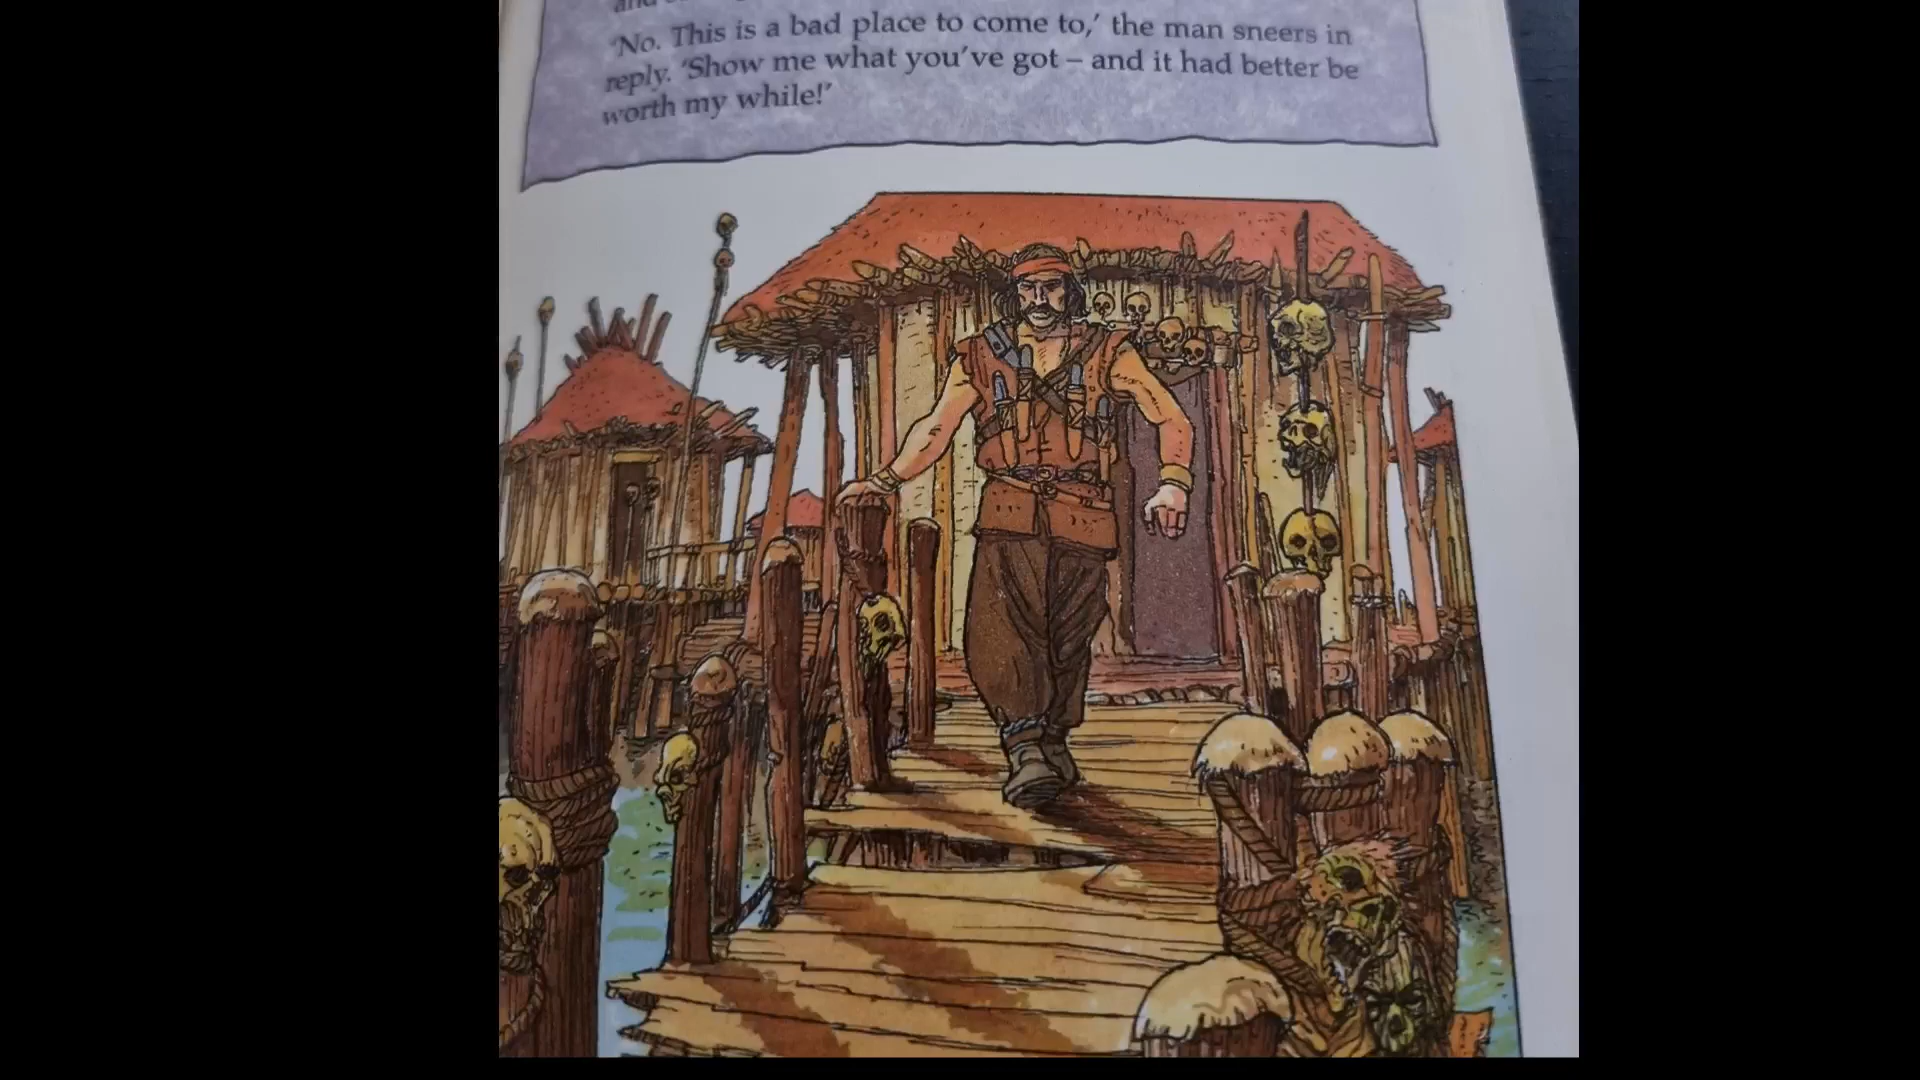 'No. This is a bad place to come to,' the man sneers in
reply. 'Show me what you've got – and it had better be
worth my while!'